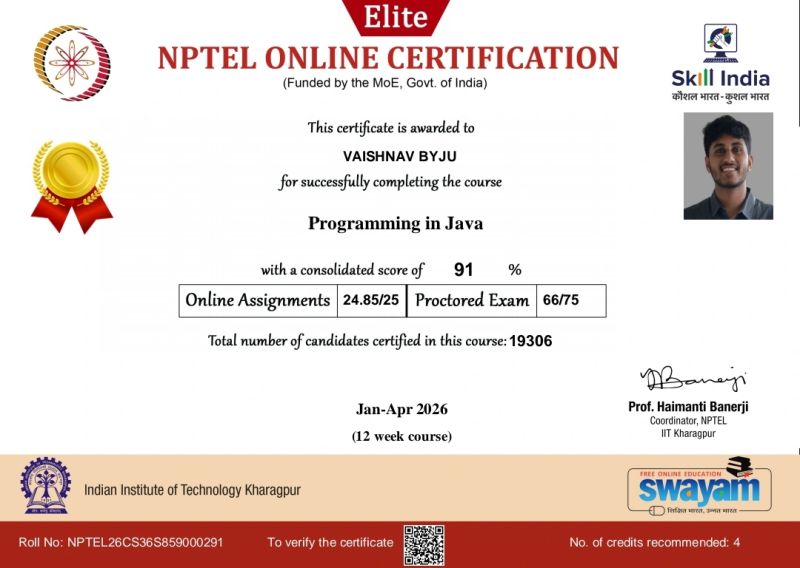 Elite
NPTEL ONLINE CERTIFICATION
(Funded by the MoE, Govt. of India)
Skill India
कौशल भारत - कुशल भारत
This certificate is awarded to
VAISHNAV BYJU
for successfully completing the course
Programming in Java
with a consolidated score of 91 %
Online Assignments 24.85/25 Proctored Exam 66/75
Total number of candidates certified in this course: 19306
Jan-Apr 2026
(12 week course)
Prof. Haimanti Banerji
Coordinator, NPTEL
IIT Kharagpur
Indian Institute of Technology Kharagpur
FREE ONLINE EDUCATION
swayam
शिक्षित भारत, उन्नत भारत
Roll No: NPTEL26CS36S859000291 To verify the certificate No. of credits recommended: 4